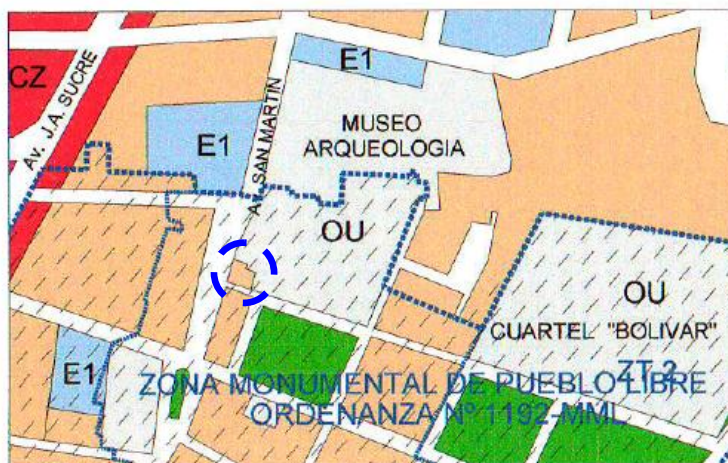 E1
CZ
AV. J.A. SUCRE
AV. SAN MARTIN
MUSEO
ARQUEOLOGIA
E1
OU
OU
CUARTEL "BOLIVAR"
ZT 2
E1
ZONA MONUMENTAL DE PUEBLO LIBRE
ORDENANZA Nº 1192-MML